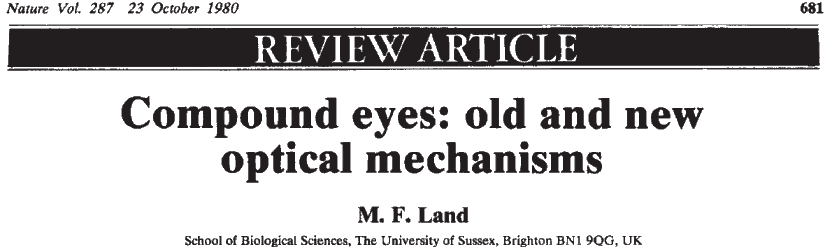 Nature Vol. 287 23 October 1980 681
REVIEW ARTICLE
Compound eyes: old and new
optical mechanisms
M. F. Land
School of Biological Sciences, The University of Sussex, Brighton BN1 9QG, UK